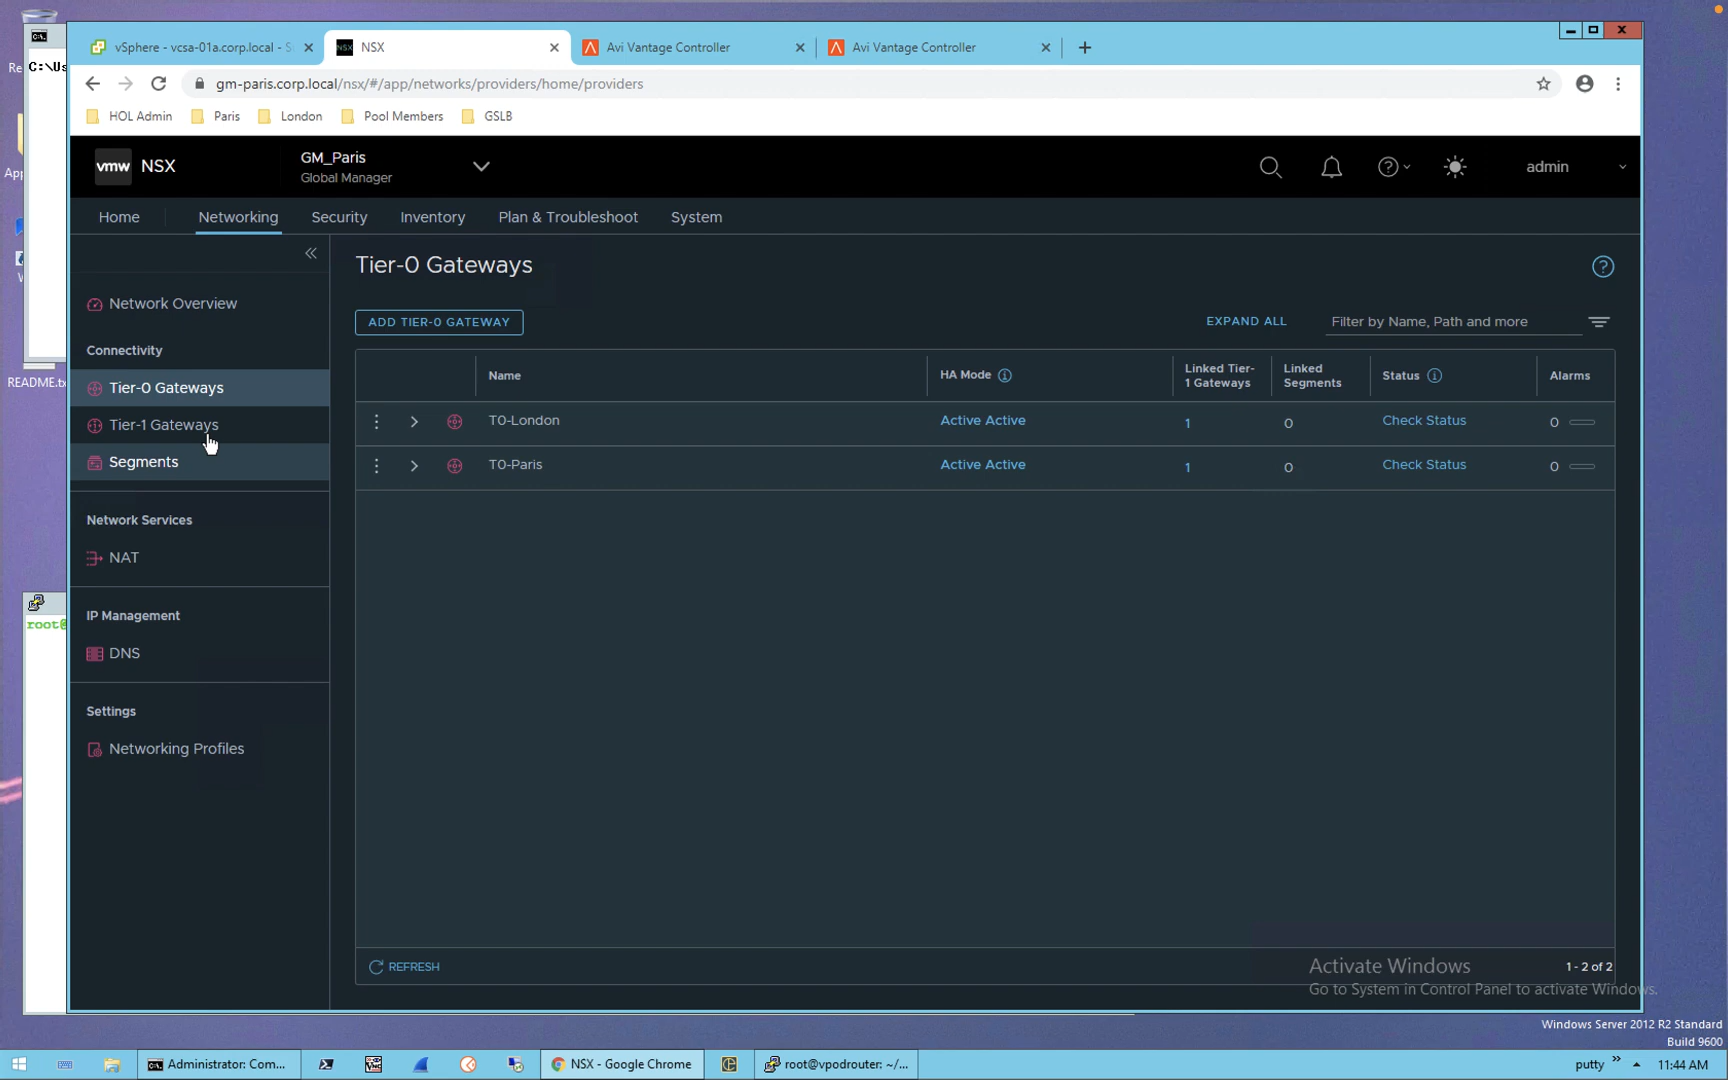 vSphere - vcsa-01a.corp.local - S
NSX
NSX
Avi Vantage Controller
Avi Vantage Controller
C:\Us
gm-paris.corp.local/nsx/#/app/networks/providers/home/providers
HOL Admin
Paris
London
Pool Members
GSLB
vmw NSX
GM_Paris
Global Manager
admin
Home
Networking
Security
Inventory
Plan & Troubleshoot
System
Network Overview
Connectivity
Tier-0 Gateways
Tier-1 Gateways
Segments
Network Services
NAT
IP Management
DNS
Settings
Networking Profiles
Tier-0 Gateways
ADD TIER-0 GATEWAY
EXPAND ALL
Filter by Name, Path and more
Name
HA Mode
Linked Tier-
1 Gateways
Linked
Segments
Status
Alarms
T0-London
Active Active
1
0
Check Status
0
T0-Paris
Active Active
1
0
Check Status
0
REFRESH
1 - 2 of 2
Activate Windows
Go to System in Control Panel to activate Windows.
README.tx
root@
Windows Server 2012 R2 Standard
Build 9600
Administrator: Com...
NSX - Google Chrome
root@vpodrouter: ~/...
putty
11:44 AM